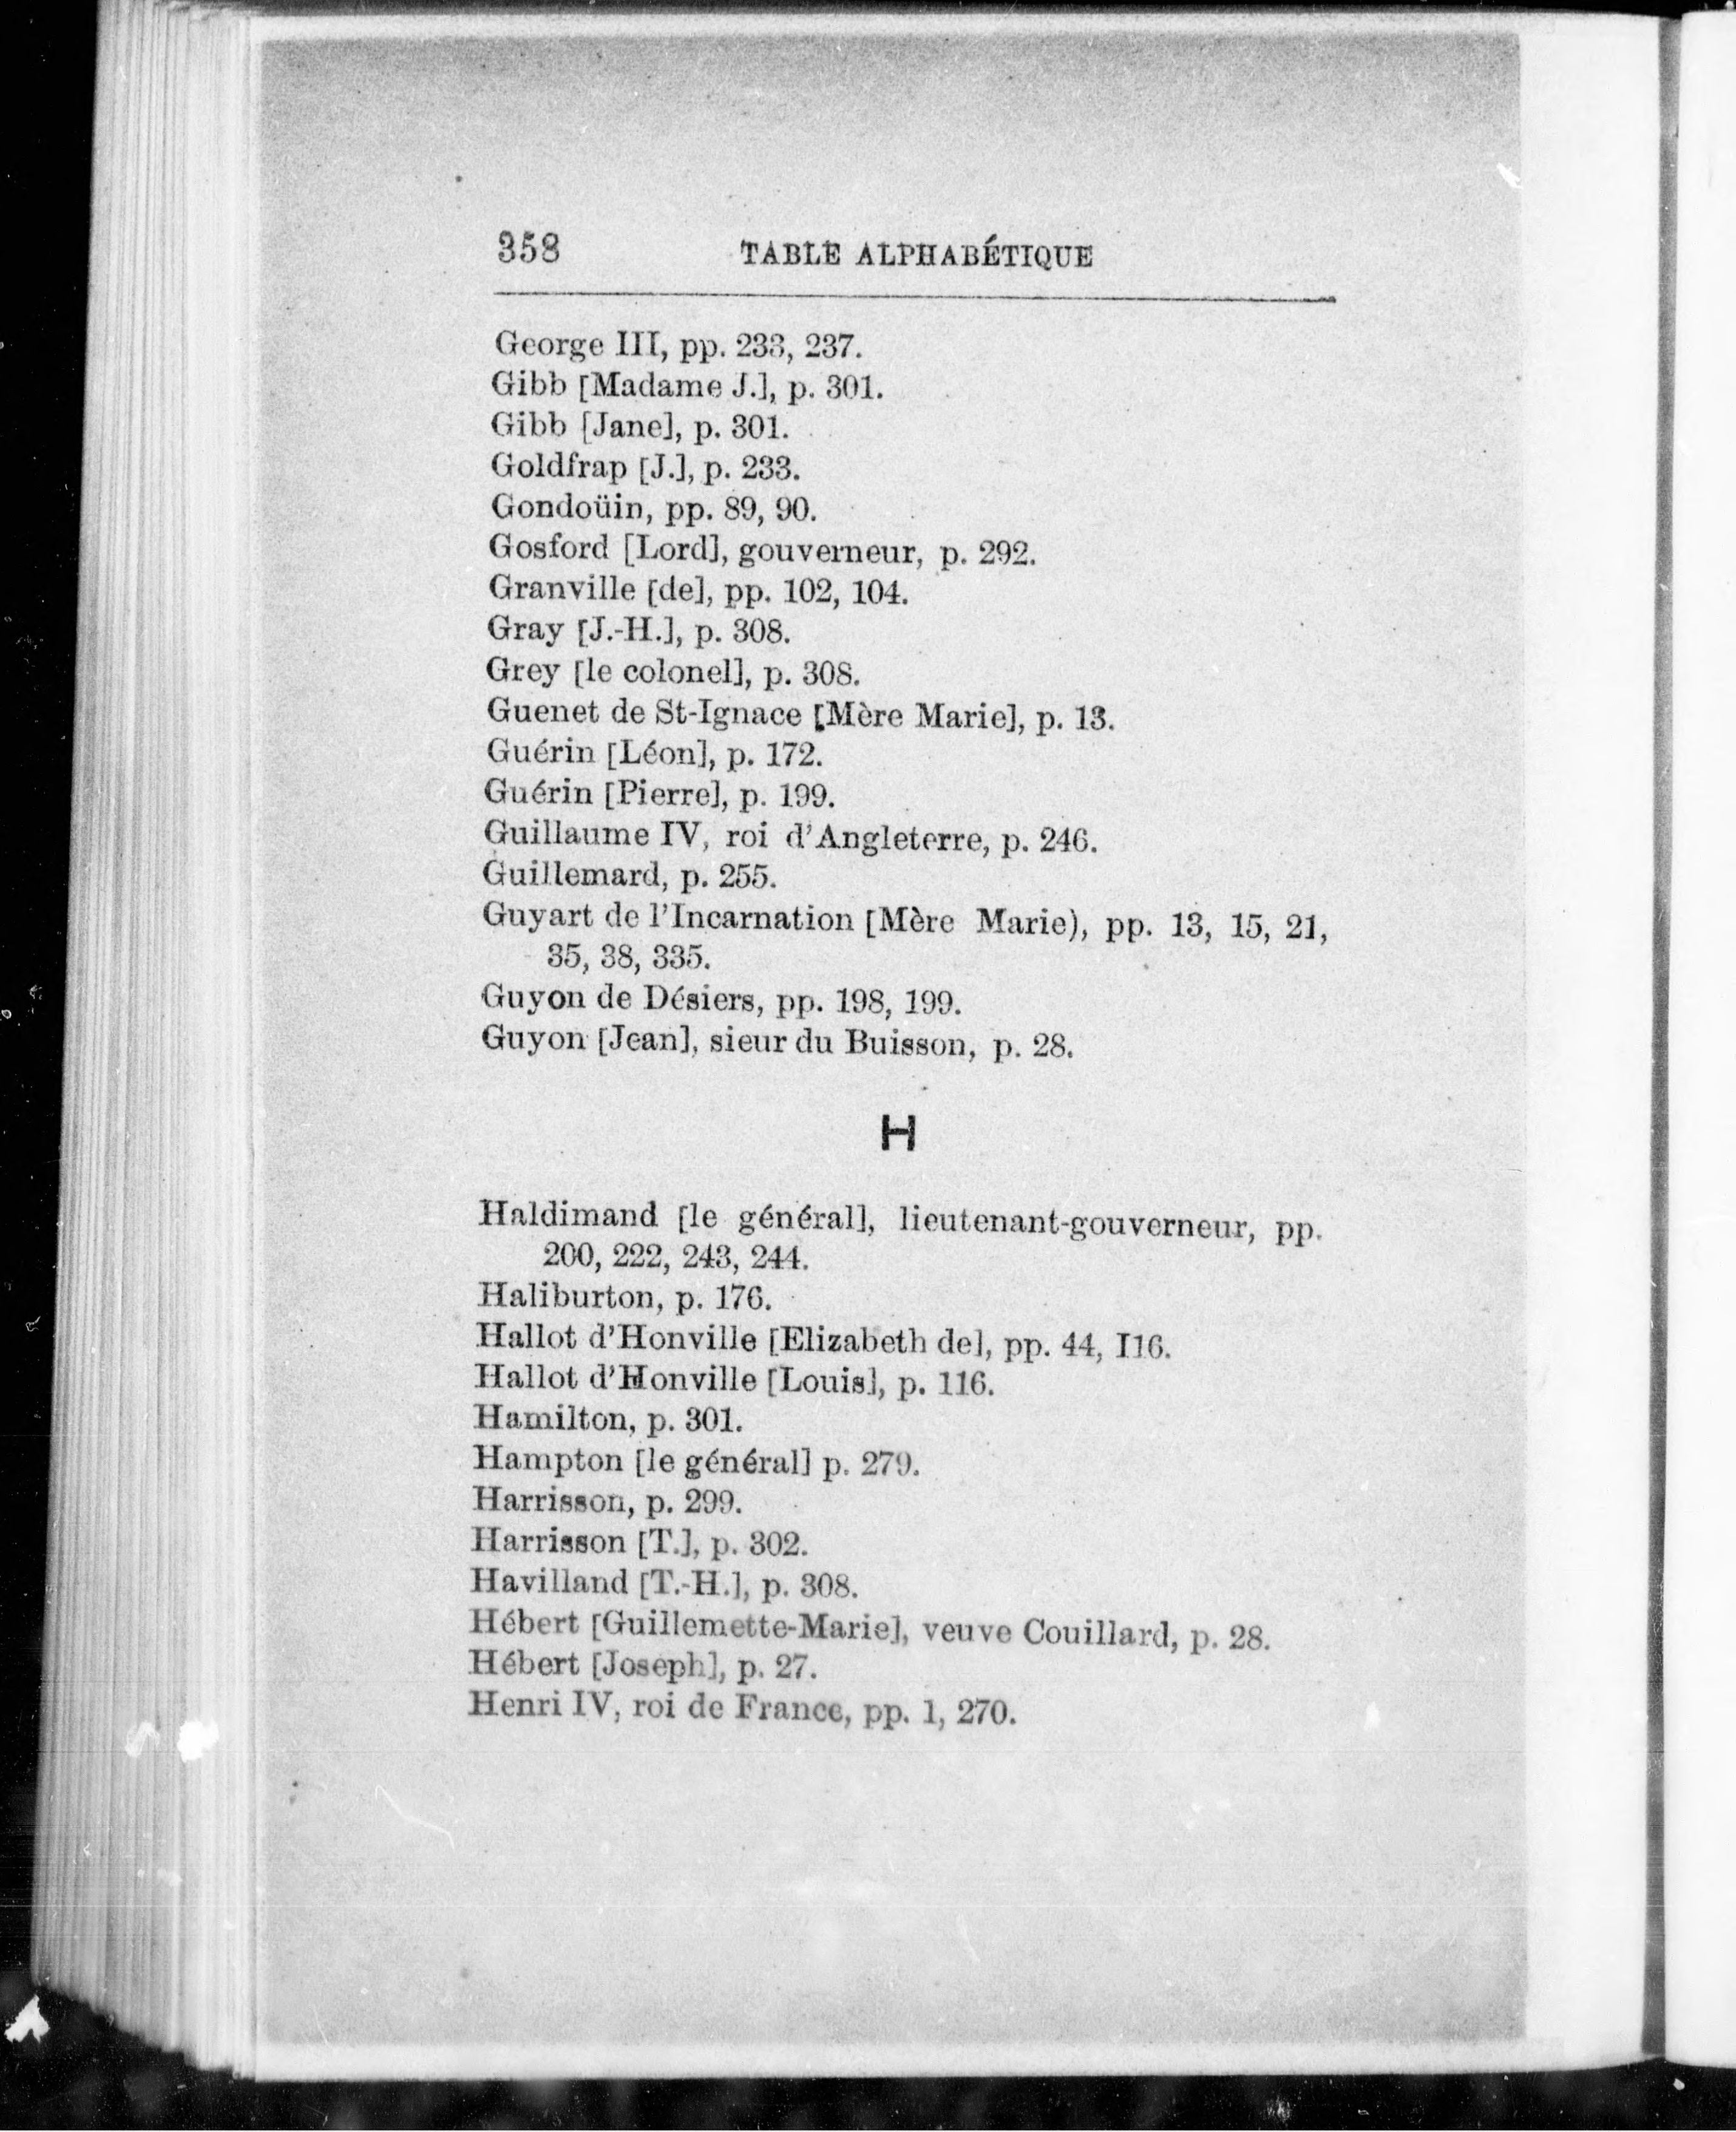 358 TABLE ALPHABÉTIQUE
George III, pp. 233, 237.
Gibb [Madame J.], p. 301.
Gibb [Jane], p. 301.
Goldfrap [J.], p. 233.
Gondoüin, pp. 89, 90.
Gosford [Lord], gouverneur, p. 292.
Granville [de], pp. 102, 104.
Gray [J.-H.], p. 308.
Grey [le colonel], p. 308.
Guenet de St-Ignace [Mère Marie], p. 13.
Guérin [Léon], p. 172.
Guérin [Pierre], p. 199.
Guillaume IV, roi d'Angleterre, p. 246.
Guillemard, p. 255.
Guyart de l'Incarnation [Mère Marie), pp. 13, 15, 21,
35, 38, 335.
Guyon de Désiers, pp. 198, 199.
Guyon [Jean], sieur du Buisson, p. 28.
H
Haldimand [le général], lieutenant-gouverneur, pp.
200, 222, 243, 244.
Haliburton, p. 176.
Hallot d'Honville [Elizabeth de], pp. 44, I16.
Hallot d'Honville [Louis], p. 116.
Hamilton, p. 301.
Hampton [le général] p. 279.
Harrisson, p. 299.
Harrisson [T.], p. 302.
Havilland [T.-H.], p. 308.
Hébert [Guillemette-Marie], veuve Couillard, p. 28.
Hébert [Joseph], p. 27.
Henri IV, roi de France, pp. 1, 270.